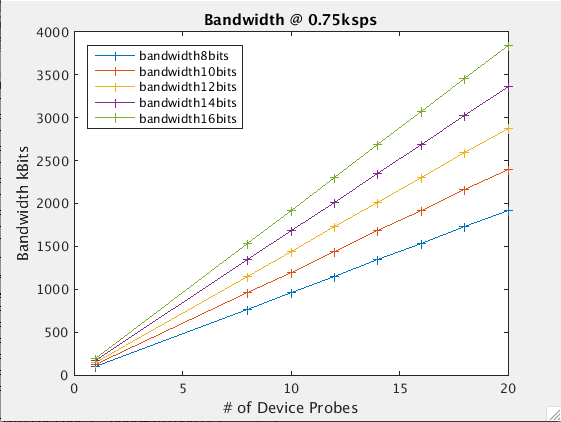 Bandwidth @ 0.75ksps
4000
3500
3000
2500
2000
1500
1000
500
0
Bandwidth kBits
bandwidth8bits
bandwidth10bits
bandwidth12bits
bandwidth14bits
bandwidth16bits
0 5 10 15 20
# of Device Probes